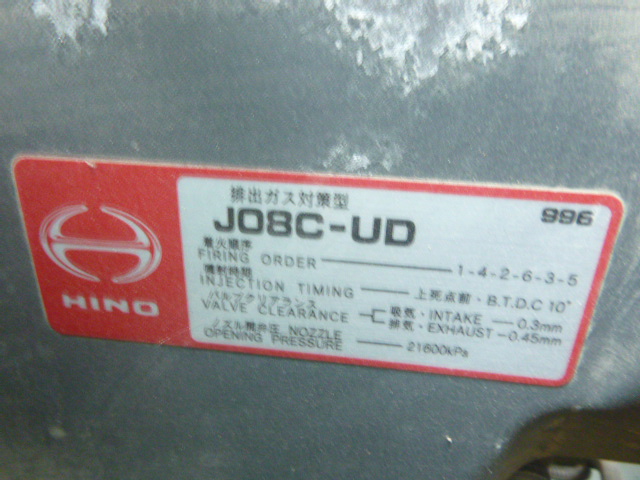 排出ガス対策型
J08C-UD
996
HINO
着火順序
FIRING ORDER 1-4-2-6-3-5
噴射時期
INJECTION TIMING 上死点前・B.T.D.C 10°
バルブクリアランス
VALVE CLEARANCE
吸気・INTAKE 0.3mm
排気・EXHAUST 0.45mm
ノズル開弁圧 NOZZLE
OPENING PRESSURE 21600kPa